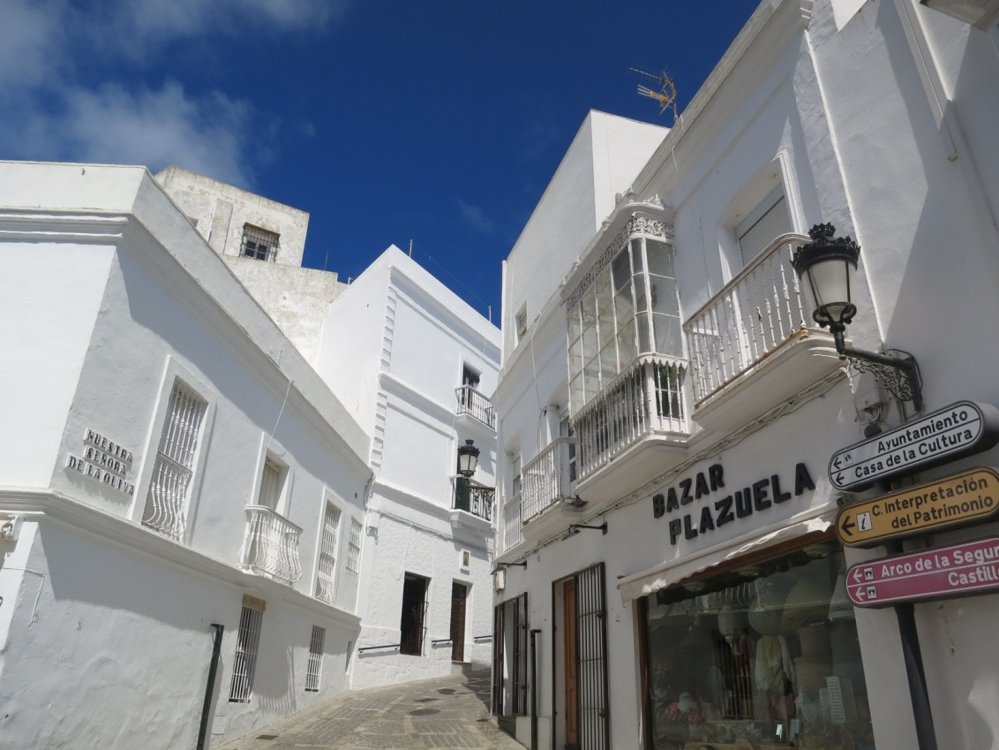 NUESTRA
SEÑORA
DE LA OLIVA
BAZAR
PLAZUELA
Ayuntamiento
Casa de la Cultura
i C. Interpretación
del Patrimonio
Arco de la Segur
Castillo